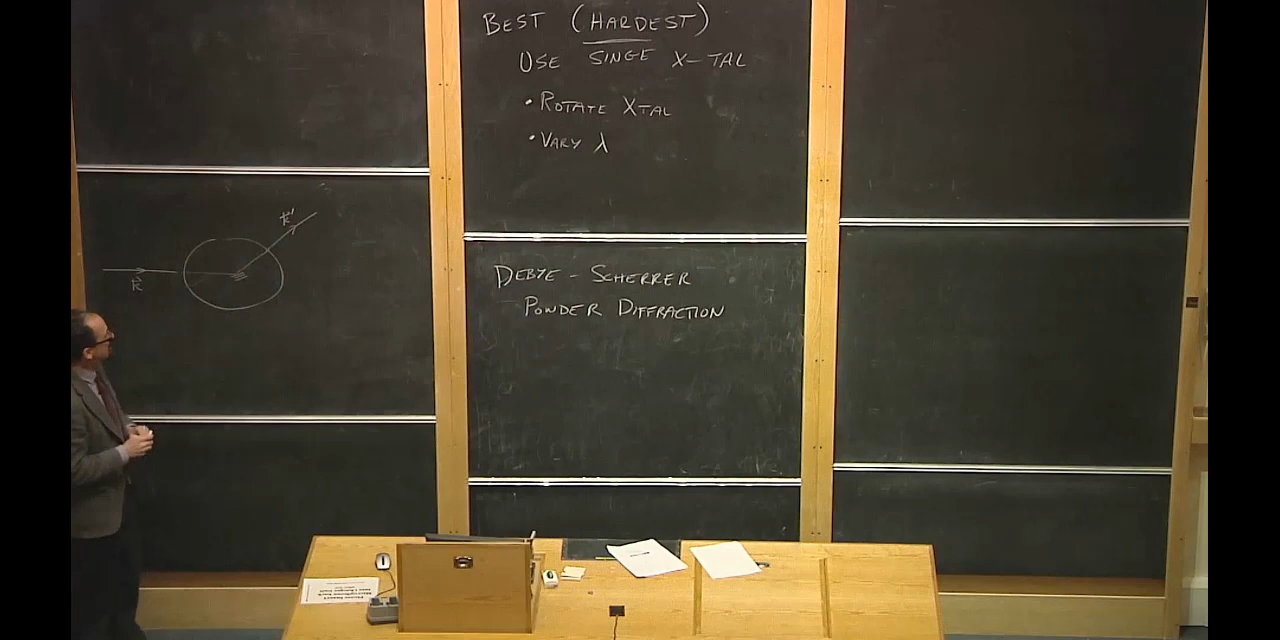 k
k'
BEST (HARDEST)
USE SINGE X-TAL
• ROTATE XTAL
• VARY λ
DEBYE - SCHERRER
POWDER DIFFRACTION